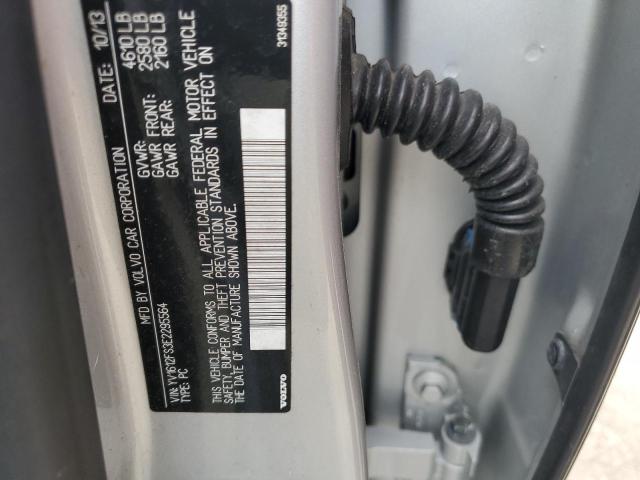 MFD BY VOLVO CAR CORPORATION DATE: 10/13
GVWR: 4610 LB
GAWR FRONT: 2580 LB
GAWR REAR: 2160 LB
VIN: YV1612FS3E2295564
TYPE: PC
THIS VEHICLE CONFORMS TO ALL APPLICABLE FEDERAL MOTOR VEHICLE
SAFETY, BUMPER AND THEFT PREVENTION STANDARDS IN EFFECT ON
THE DATE OF MANUFACTURE SHOWN ABOVE.
VOLVO 31349355